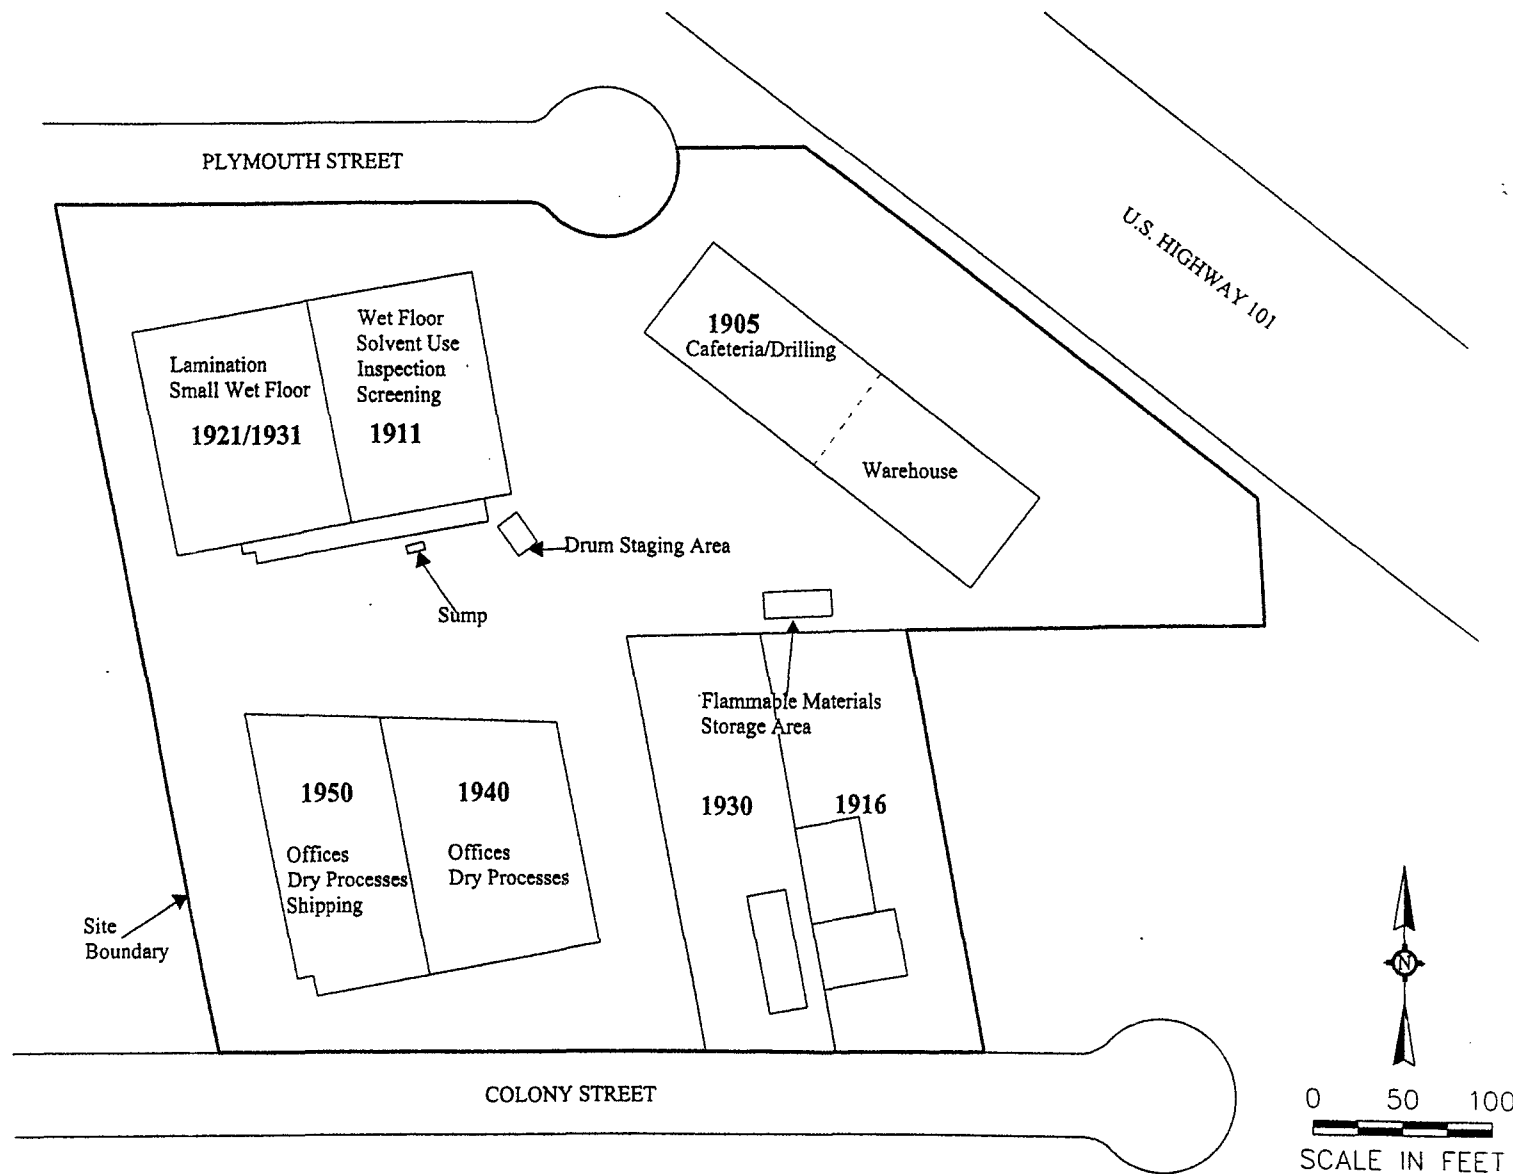 PLYMOUTH STREET
U.S. HIGHWAY 101
Wet Floor
Solvent Use
Inspection
Screening
1911
Lamination
Small Wet Floor
1921/1931
1905
Cafeteria/Drilling
Warehouse
Drum Staging Area
Sump
Flammable Materials
Storage Area
1950
Offices
Dry Processes
Shipping
1940
Offices
Dry Processes
1930
1916
Site
Boundary
COLONY STREET
N
0 50 100
SCALE IN FEET